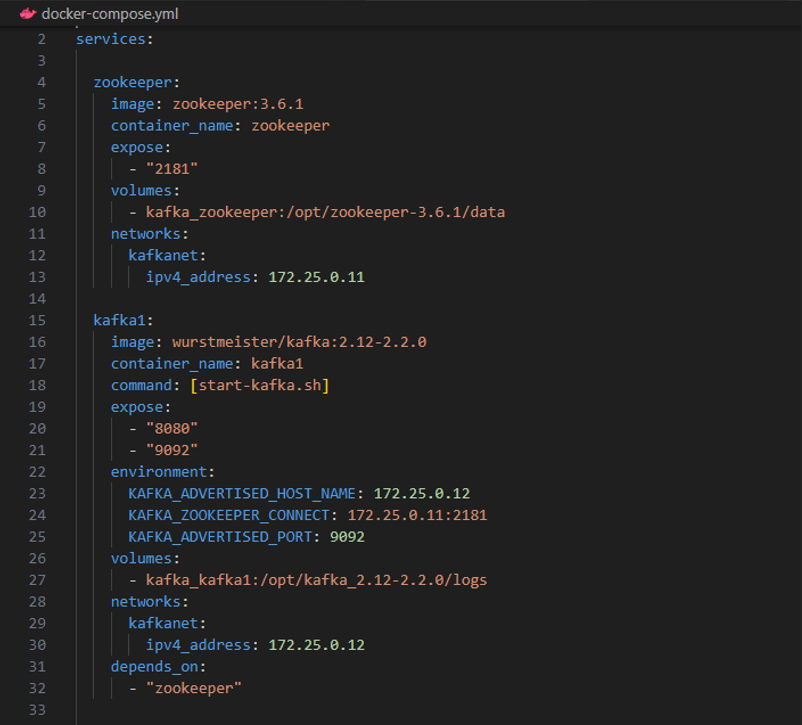 docker-compose.yml
2 services:
3
4   zookeeper:
5     image: zookeeper:3.6.1
6     container_name: zookeeper
7     expose:
8       - "2181"
9     volumes:
10       - kafka_zookeeper:/opt/zookeeper-3.6.1/data
11     networks:
12       kafkanet:
13         ipv4_address: 172.25.0.11
14
15   kafka1:
16     image: wurstmeister/kafka:2.12-2.2.0
17     container_name: kafka1
18     command: [start-kafka.sh]
19     expose:
20       - "8080"
21       - "9092"
22     environment:
23       KAFKA_ADVERTISED_HOST_NAME: 172.25.0.12
24       KAFKA_ZOOKEEPER_CONNECT: 172.25.0.11:2181
25       KAFKA_ADVERTISED_PORT: 9092
26     volumes:
27       - kafka_kafka1:/opt/kafka_2.12-2.2.0/logs
28     networks:
29       kafkanet:
30         ipv4_address: 172.25.0.12
31     depends_on:
32       - "zookeeper"
33